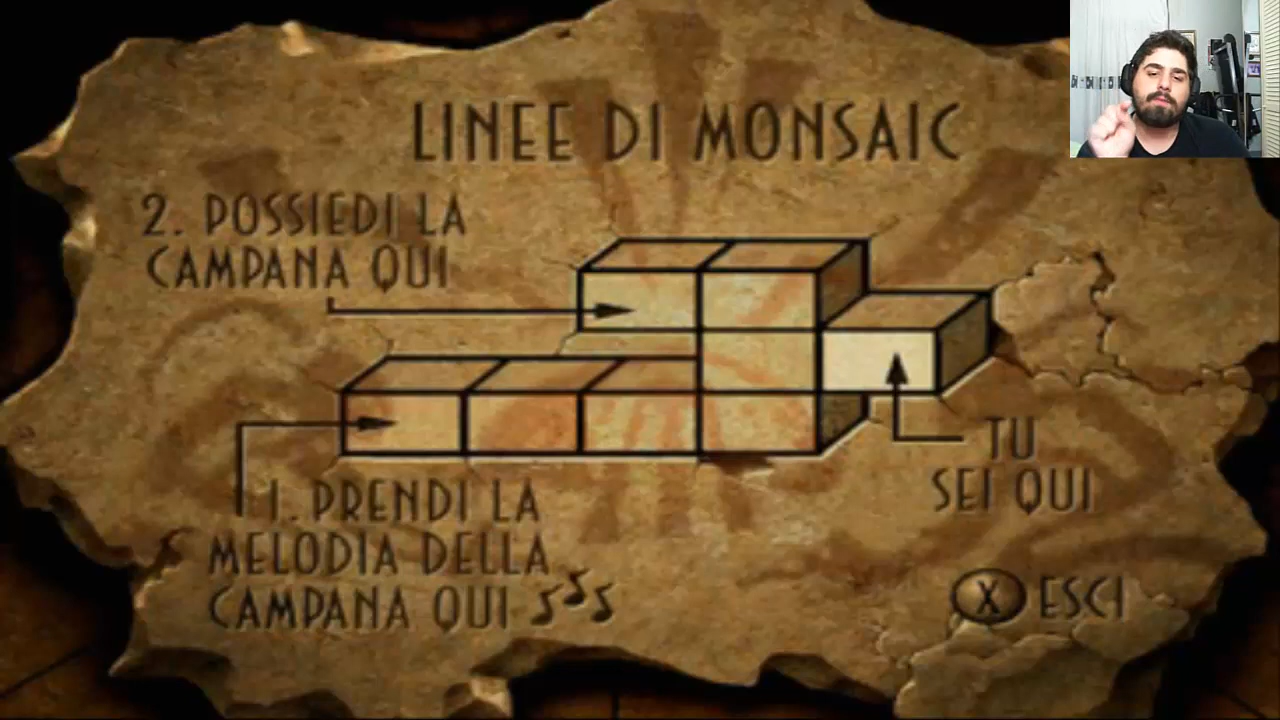 LINEE DI MONSAIC
2. POSSIEDI LA
CAMPANA QUI
TU
SEI QUI
1. PRENDI LA
MELODIA DELLA
CAMPANA QUI
X ESCI